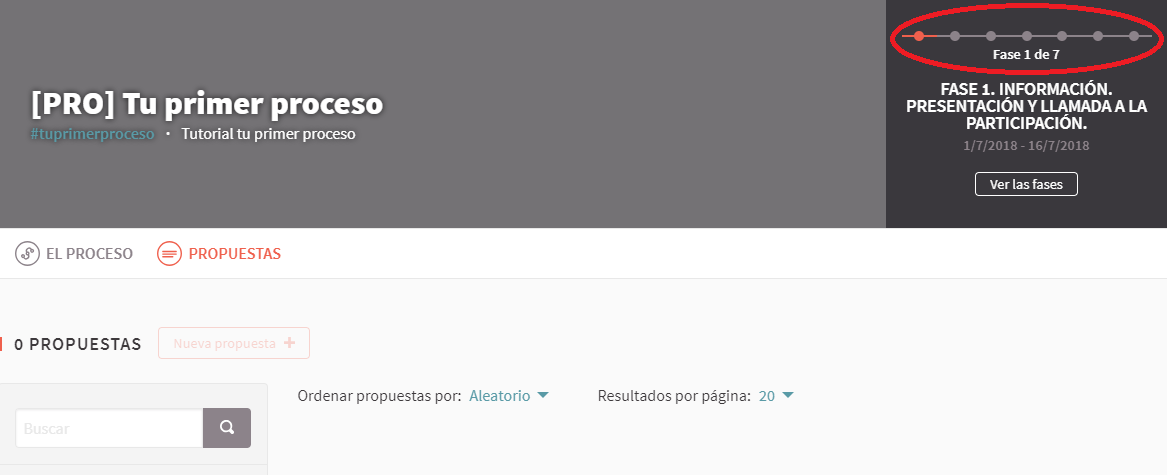 Fase 1 de 7
[PRO] Tu primer proceso
#tuprimerproceso · Tutorial tu primer proceso
FASE 1. INFORMACIÓN.
PRESENTACIÓN Y LLAMADA A LA
PARTICIPACIÓN.
1/7/2018 - 16/7/2018
Ver las fases
EL PROCESO PROPUESTAS
0 PROPUESTAS Nueva propuesta +
Ordenar propuestas por: Aleatorio Resultados por página: 20
Buscar